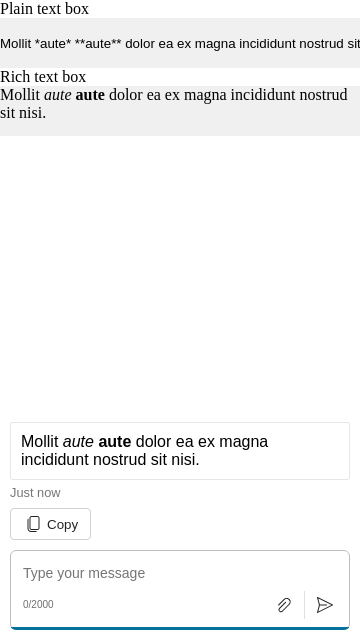 Plain text box
Mollit *aute* **aute** dolor ea ex magna incididunt nostrud sit
Rich text box
Mollit aute aute dolor ea ex magna incididunt nostrud
sit nisi.
Mollit aute aute dolor ea ex magna
incididunt nostrud sit nisi.
Just now
Copy
Type your message
0/2000